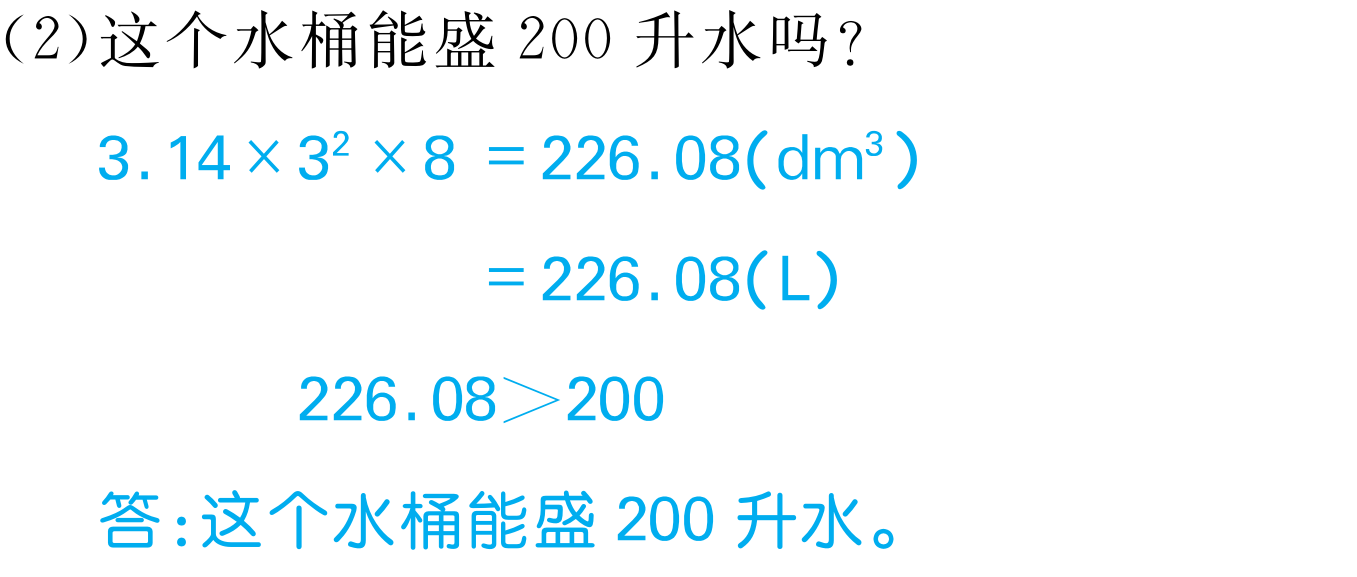 (2)这个水桶能盛 200 升水吗?
3.14×3²×8 =226.08(dm³)
=226.08(L)
226.08>200
答:这个水桶能盛 200 升水。